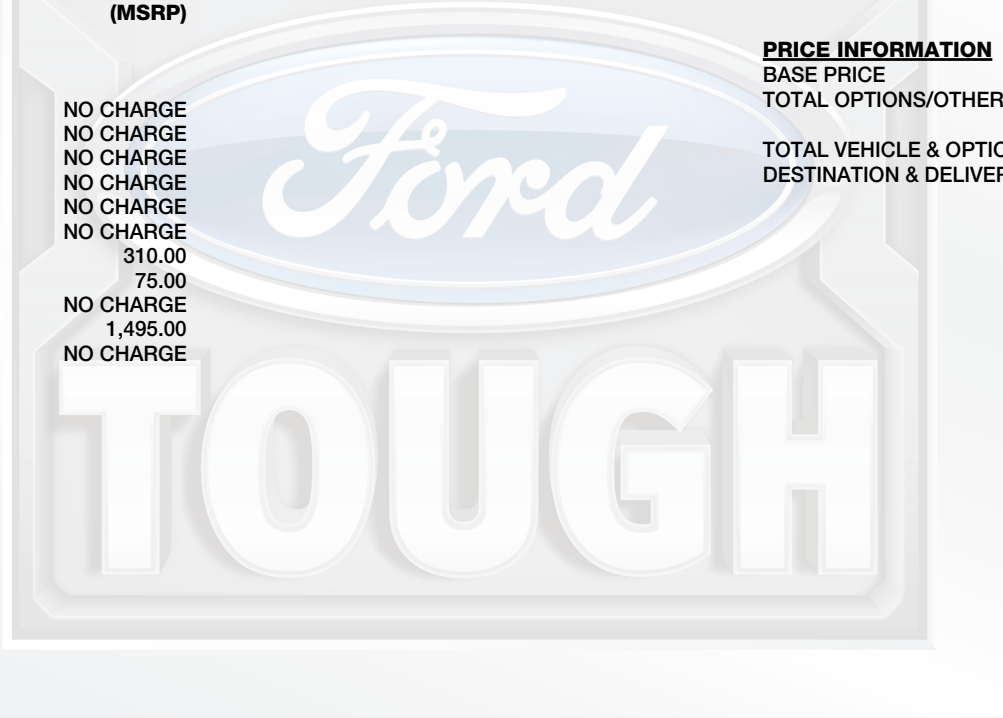 (MSRP)
NO CHARGE
NO CHARGE
NO CHARGE
NO CHARGE
NO CHARGE
NO CHARGE
310.00
75.00
NO CHARGE
1,495.00
NO CHARGE
PRICE INFORMATION
BASE PRICE
TOTAL OPTIONS/OTHER
TOTAL VEHICLE & OPTIO
DESTINATION & DELIVER
Ford
TOUGH